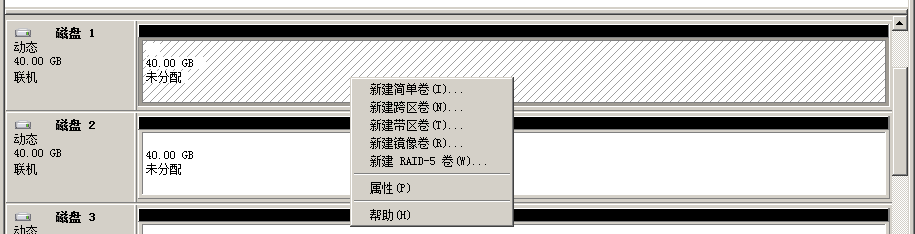 磁盘 1
动态
40.00 GB
联机
40.00 GB
未分配
新建简单卷(I)...
新建跨区卷(N)...
新建带区卷(T)...
新建镜像卷(R)...
新建 RAID-5 卷(W)...
属性(P)
帮助(H)
磁盘 2
动态
40.00 GB
联机
40.00 GB
未分配
磁盘 3
动态